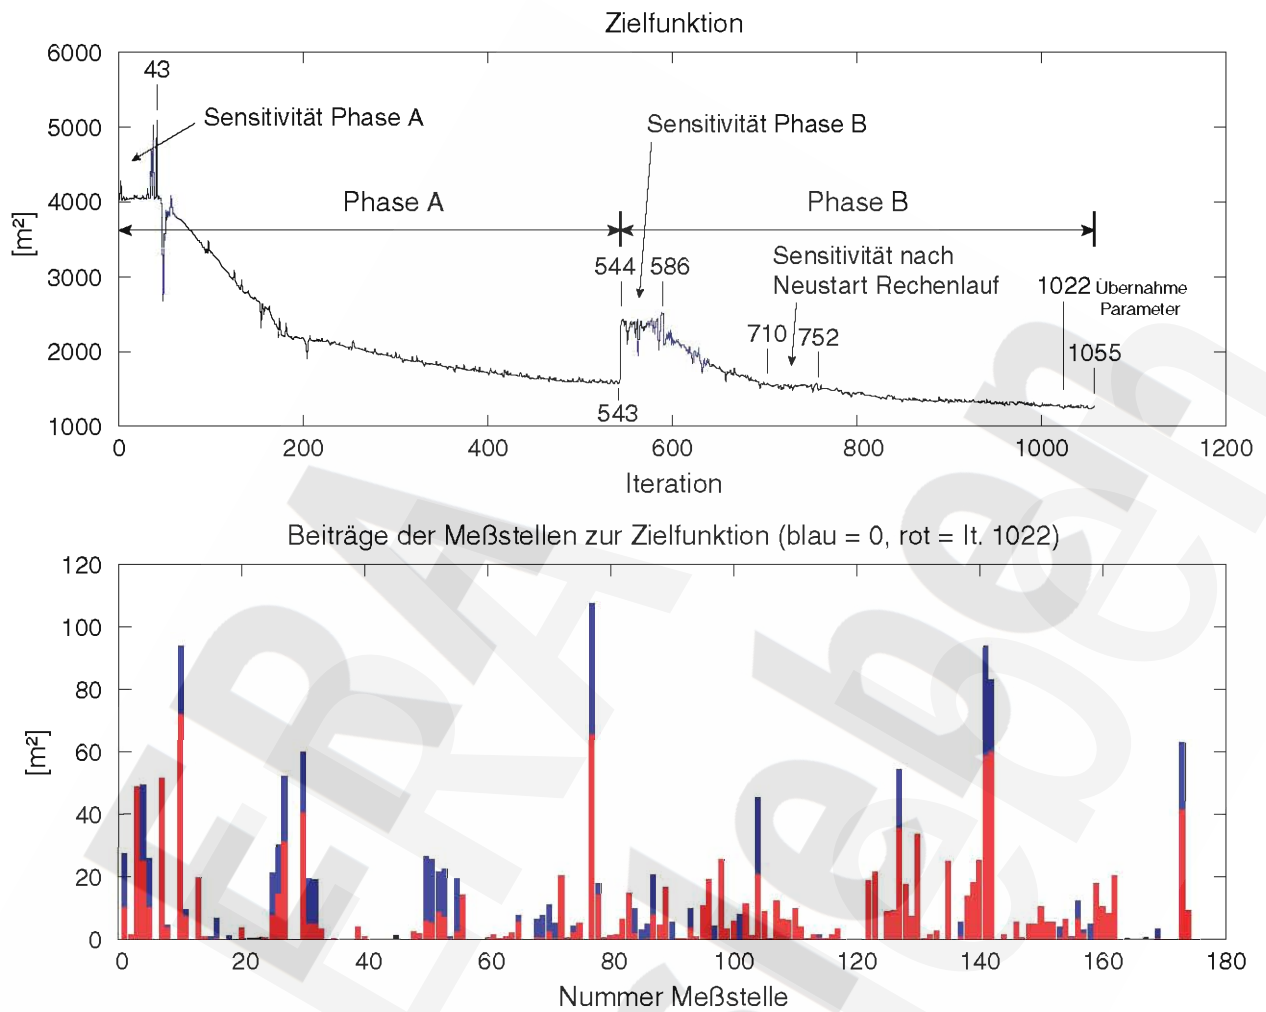 Zielfunktion
6000
43
5000
Sensitivität Phase A
Sensitivität Phase B
4000
Phase A
Phase B
[m²]
3000
544
586
Sensitivität nach
Neustart Rechenlauf
1022 Übernahme
Parameter
2000
710
752
1055
543
1000
0 200 400 600 800 1000 1200
Iteration
Beiträge der Meßstellen zur Zielfunktion (blau = 0, rot = It. 1022)
120
100
80
60
[m²]
40
20
0
0 20 40 60 80 100 120 140 160 180
Nummer Meßstelle